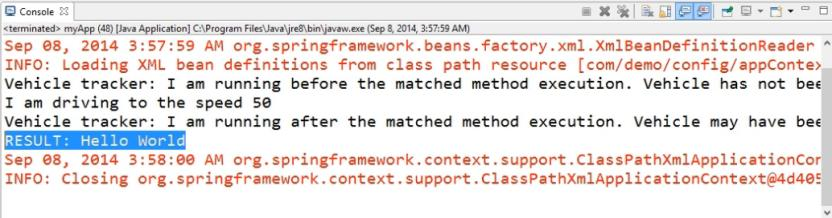 Console
<terminated> myApp (48) [Java Application] C:\Program Files\Java\jre8\bin\javaw.exe (Sep 8, 2014 3:57:59 AM)
Sep 08, 2014 3:57:59 AM org.springframework.beans.factory.xml.XmlBeanDefinitionReader
INFO: Loading XML bean definitions from class path resource [com/demo/config/appContex
Vehicle tracker: I am running before the matched method execution. Vehicle has not bee
I am driving to the speed 50
Vehicle tracker: I am running after the matched method execution. Vehicle may have bee
RESULT: Hello World
Sep 08, 2014 3:58:00 AM org.springframework.context.support.ClassPathXmlApplicationCon
INFO: Closing org.springframework.context.support.ClassPathXmlApplicationContext@4d405